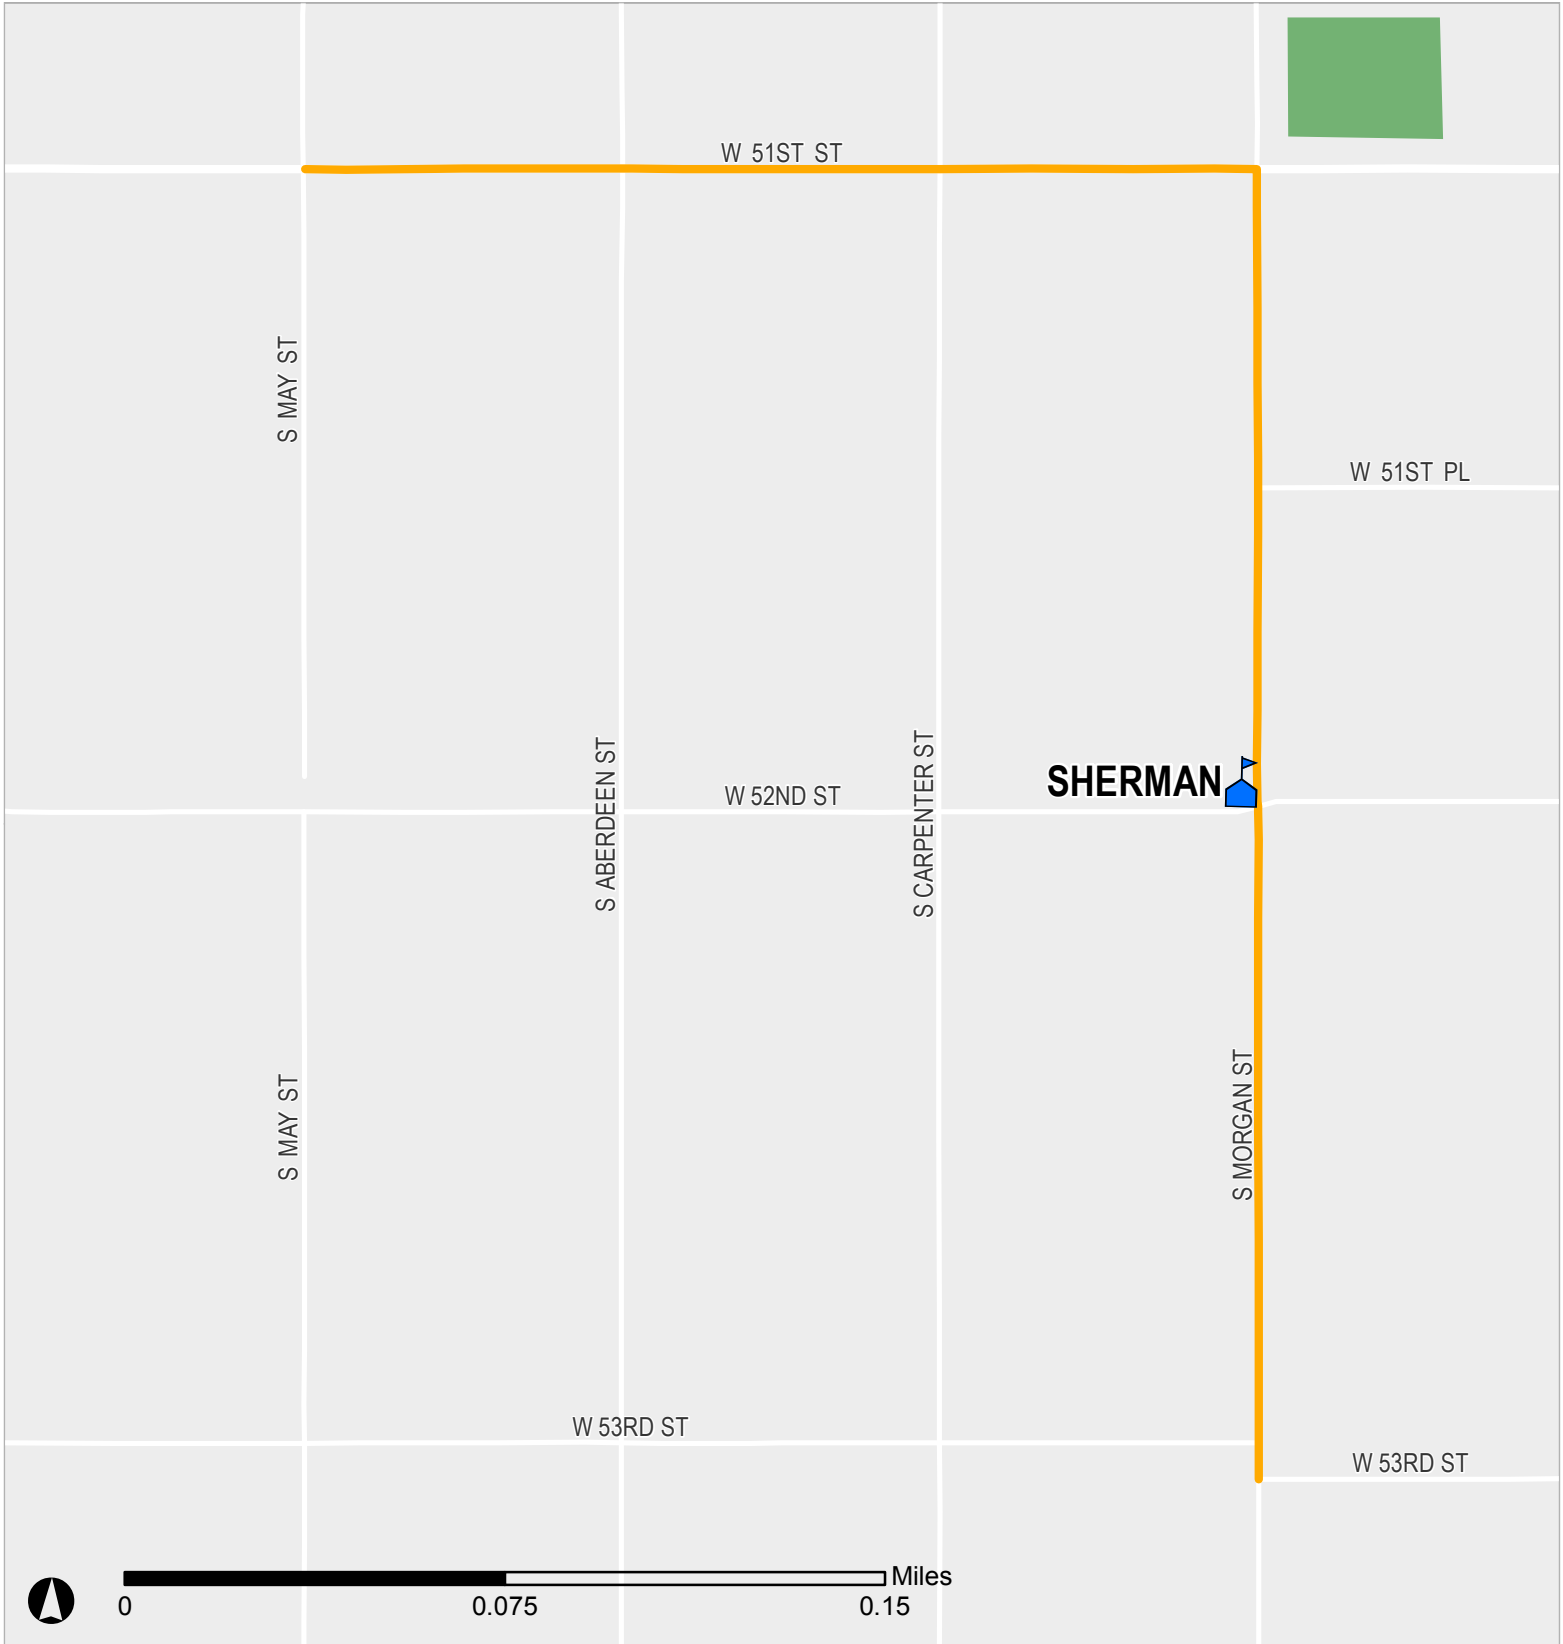 W 51ST ST
S MAY ST
W 51ST PL
S ABERDEEN ST
S CARPENTER ST
SHERMAN
W 52ND ST
S MAY ST
S MORGAN ST
W 53RD ST
W 53RD ST
Miles
0 0.075 0.15